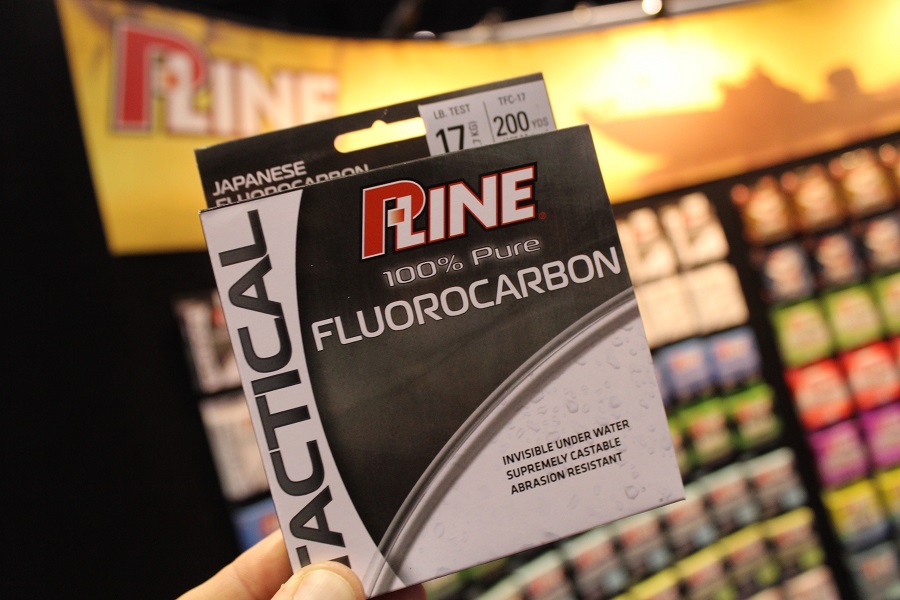 P-LINE
LB. TEST
17
TFC-17
200 YDS
JAPANESE
FLUOROCARBON
P-LINE
100% Pure
FLUOROCARBON
TACTICAL
INVISIBLE UNDER WATER
SUPREMELY CASTABLE
ABRASION RESISTANT